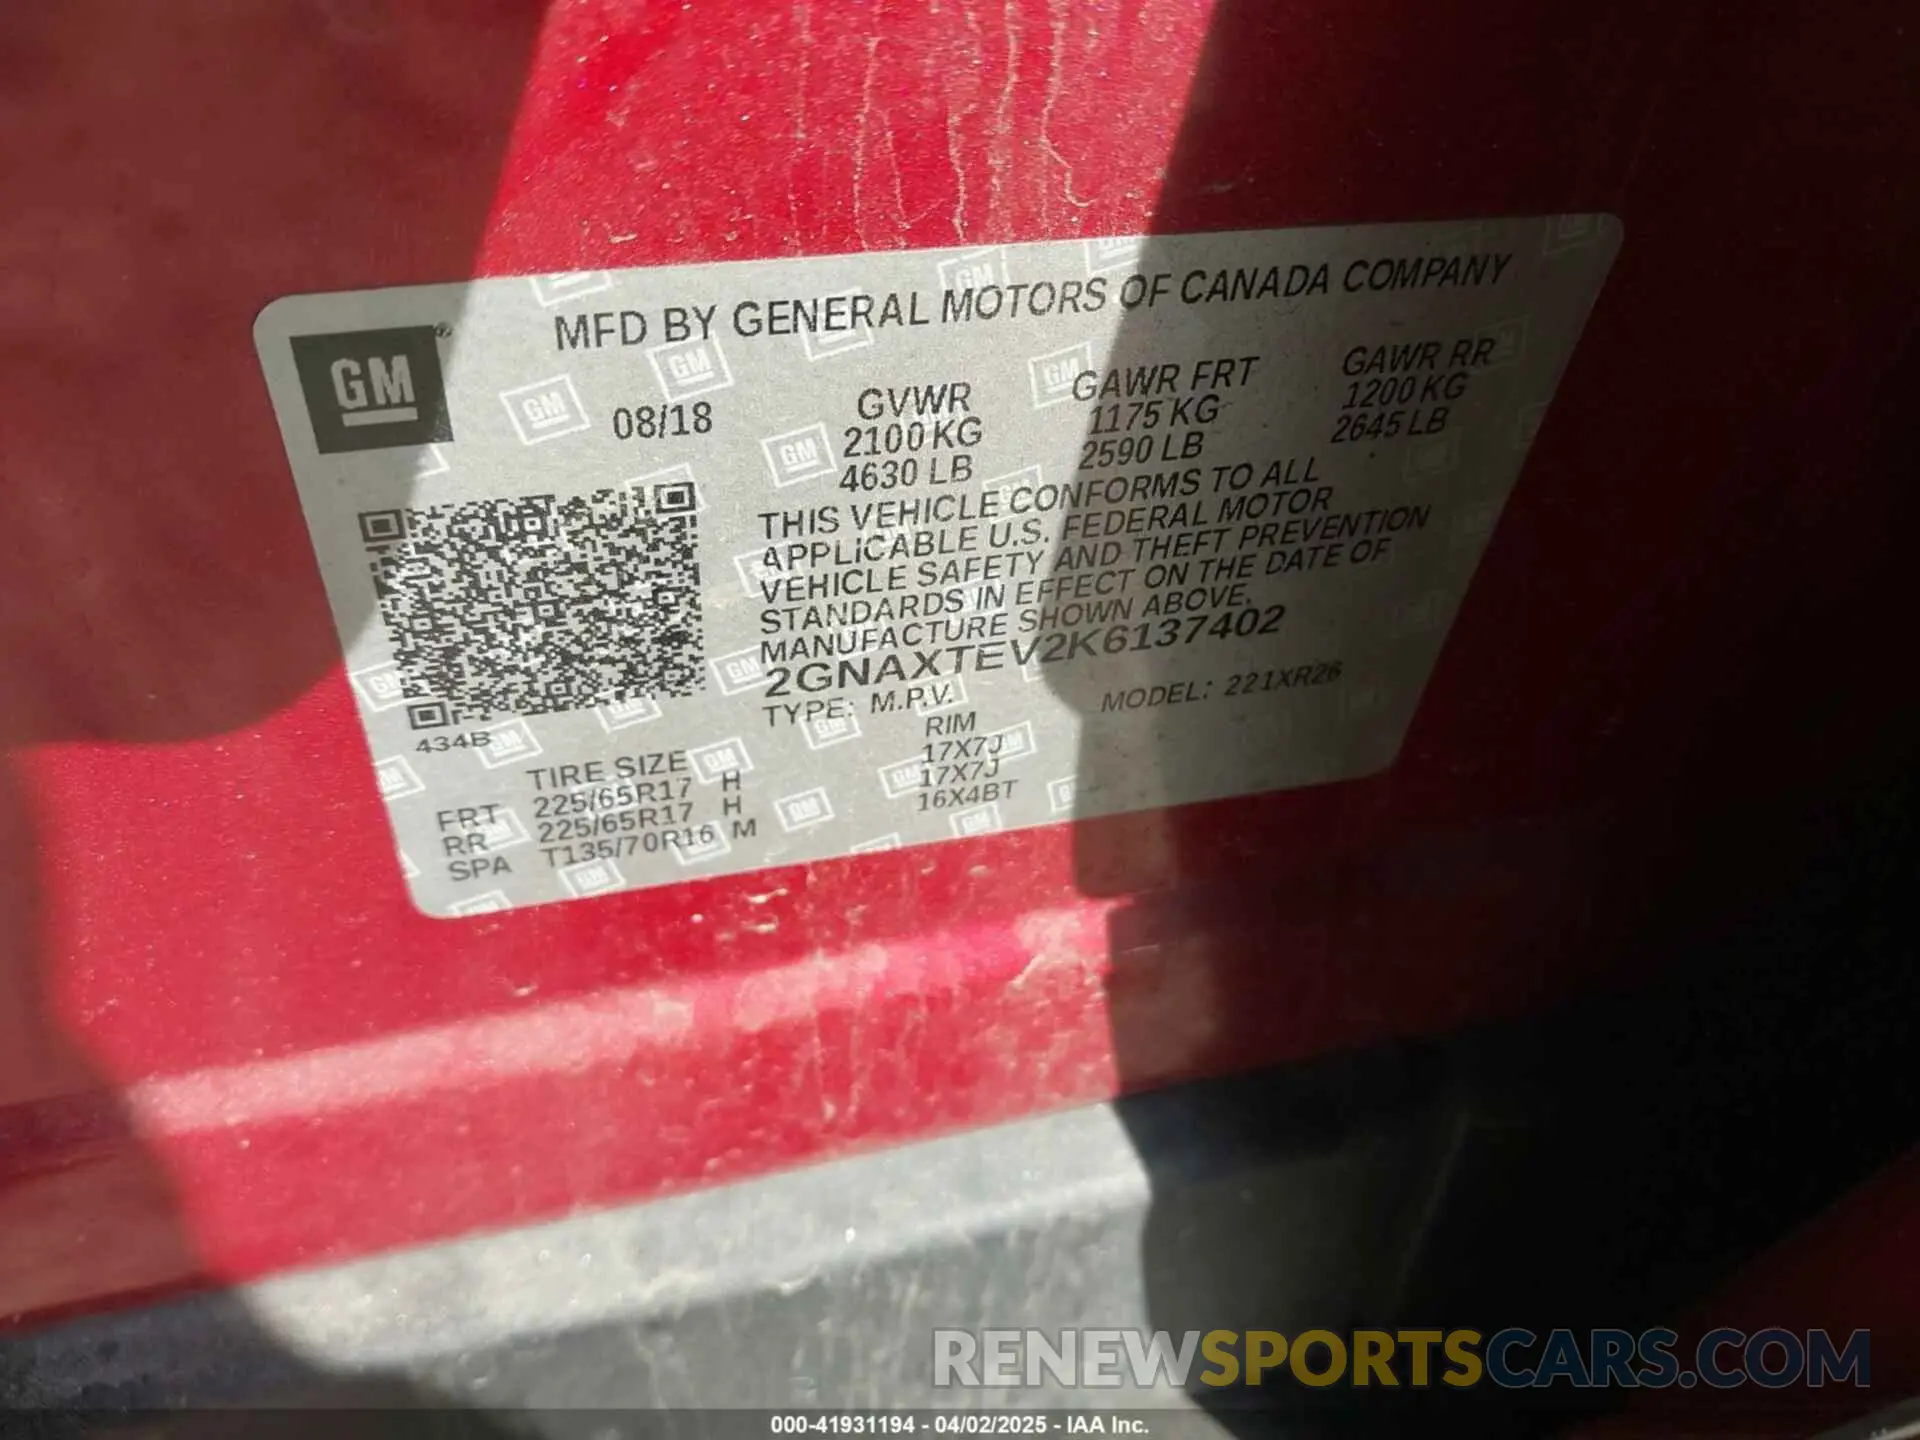 MFD BY GENERAL MOTORS OF CANADA COMPANY
GM
08/18
GVWR
2100 KG
4630 LB
GAWR FRT
1175 KG
2590 LB
GAWR RR
1200 KG
2645 LB
THIS VEHICLE CONFORMS TO ALL
APPLICABLE U.S. FEDERAL MOTOR
VEHICLE SAFETY AND THEFT PREVENTION
STANDARDS IN EFFECT ON THE DATE OF
MANUFACTURE SHOWN ABOVE.
2GNAXTEV2K6137402
TYPE: M.P.V. MODEL: 221XR26
434B
TIRE SIZE RIM
FRT 225/65R17 H 17X7J
RR 225/65R17 H 17X7J
SPA T135/70R16 M 16X4BT
RENEWSPORTSCARS.COM
000-41931194 - 04/02/2025 - IAA Inc.